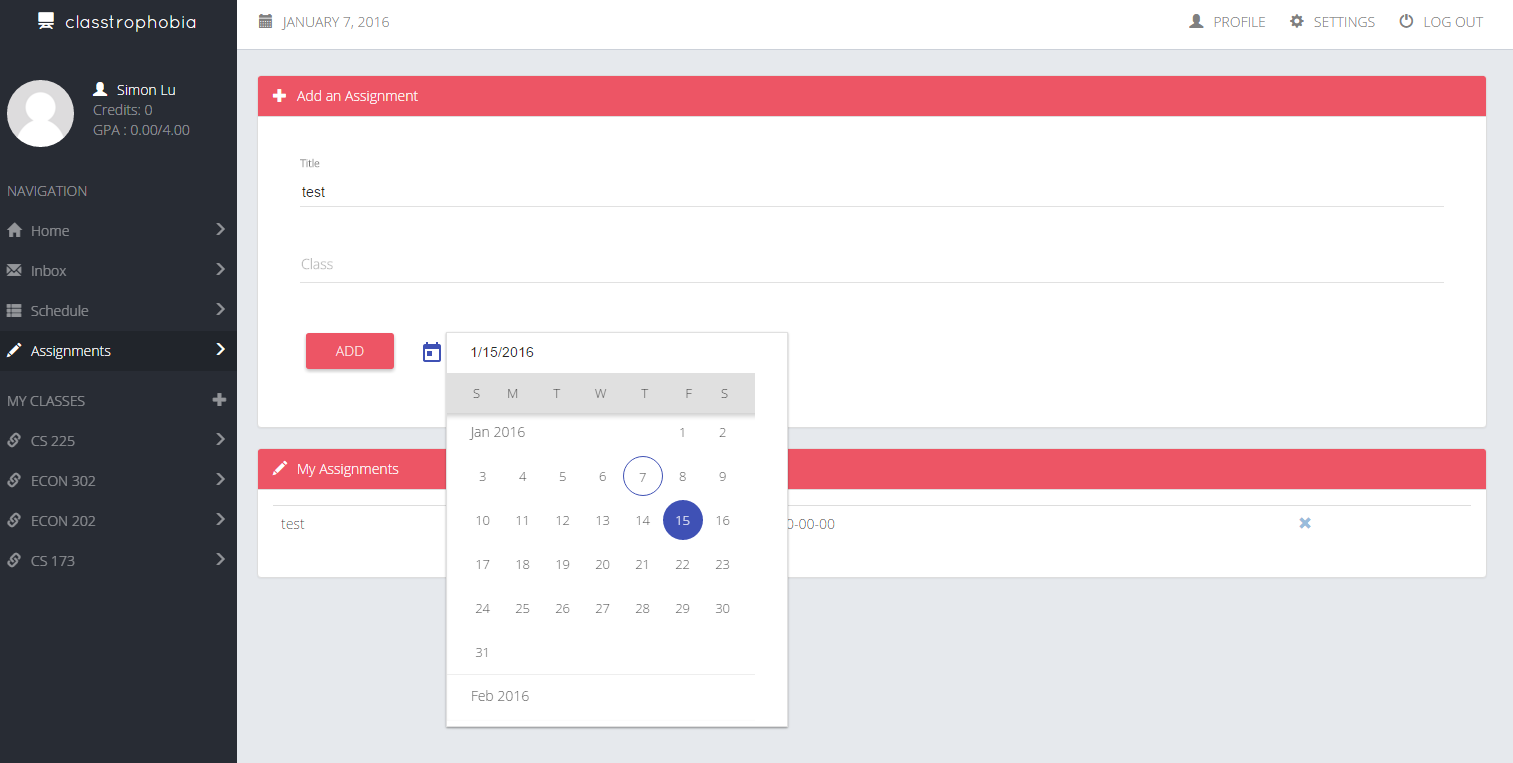 classtrophobia
JANUARY 7, 2016
PROFILE
SETTINGS
LOG OUT
Simon Lu
Credits: 0
GPA : 0.00/4.00
NAVIGATION
Home
Inbox
Schedule
Assignments
MY CLASSES
CS 225
ECON 302
ECON 202
CS 173
Add an Assignment
Title
test
Class
ADD
1/15/2016
S M T W T F S
Jan 2016 1 2
3 4 5 6 7 8 9
10 11 12 13 14 15 16
17 18 19 20 21 22 23
24 25 26 27 28 29 30
31
Feb 2016
My Assignments
test
0-00-00